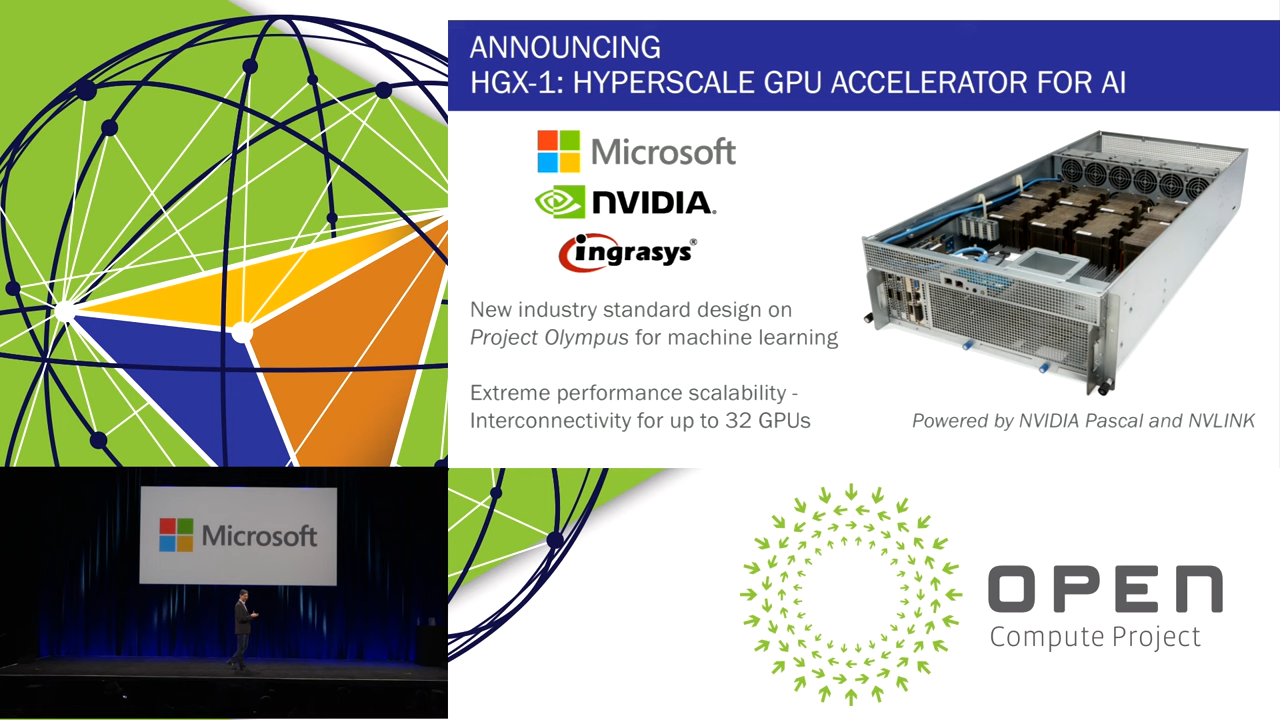 ANNOUNCING
HGX-1: HYPERSCALE GPU ACCELERATOR FOR AI
Microsoft
NVIDIA.
ingrasys®
New industry standard design on
Project Olympus for machine learning
Extreme performance scalability -
Interconnectivity for up to 32 GPUs
Powered by NVIDIA Pascal and NVLINK
Microsoft
OPEN
Compute Project